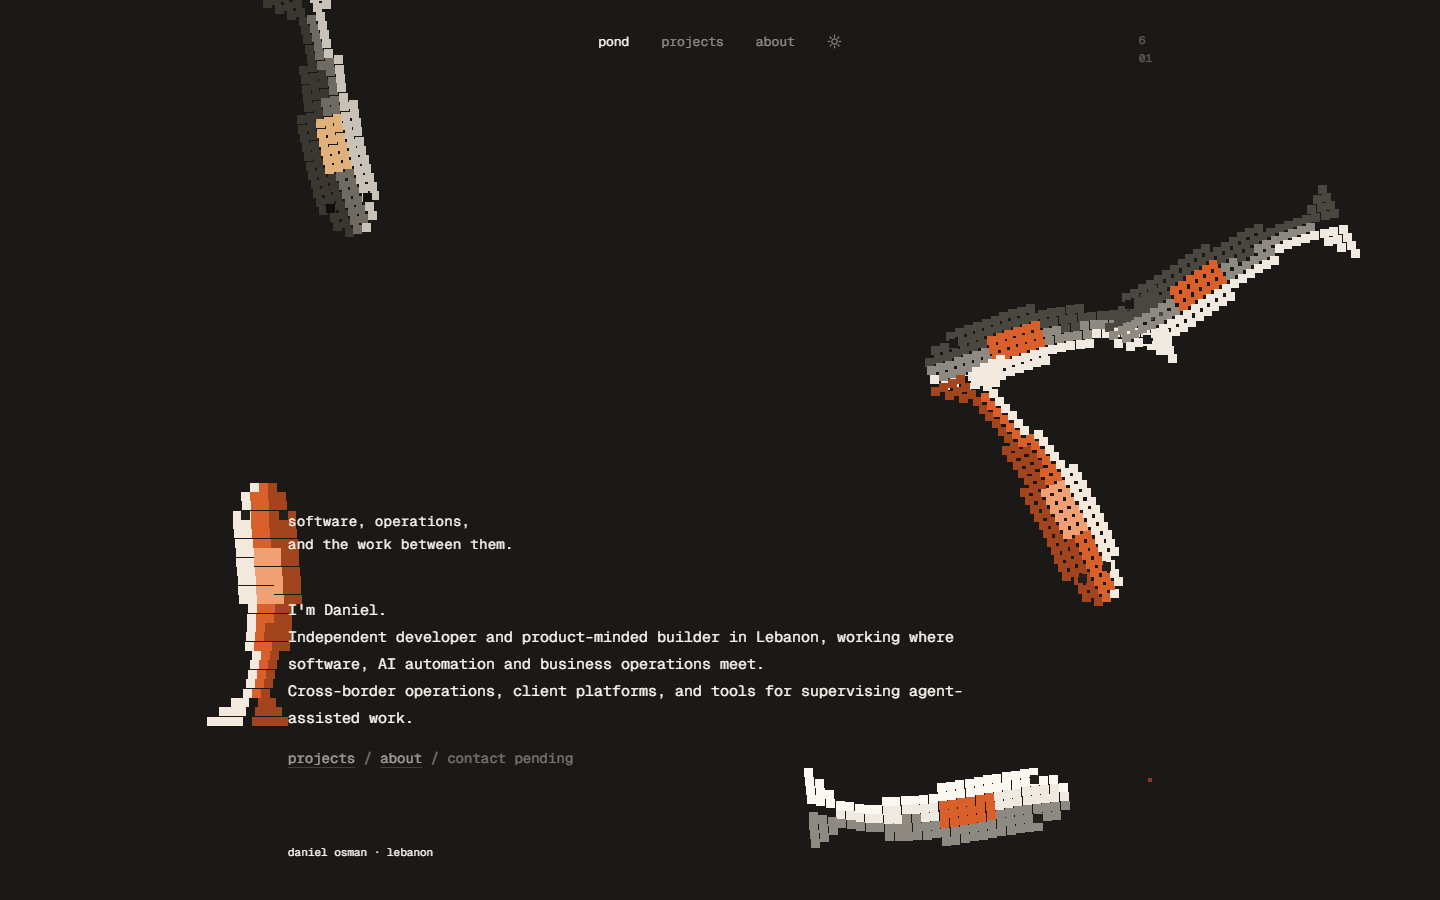 pond projects about
6
01
software, operations,
and the work between them.
I'm Daniel.
Independent developer and product-minded builder in Lebanon, working where
software, AI automation and business operations meet.
Cross-border operations, client platforms, and tools for supervising agent-
assisted work.
projects / about / contact pending
daniel osman · lebanon